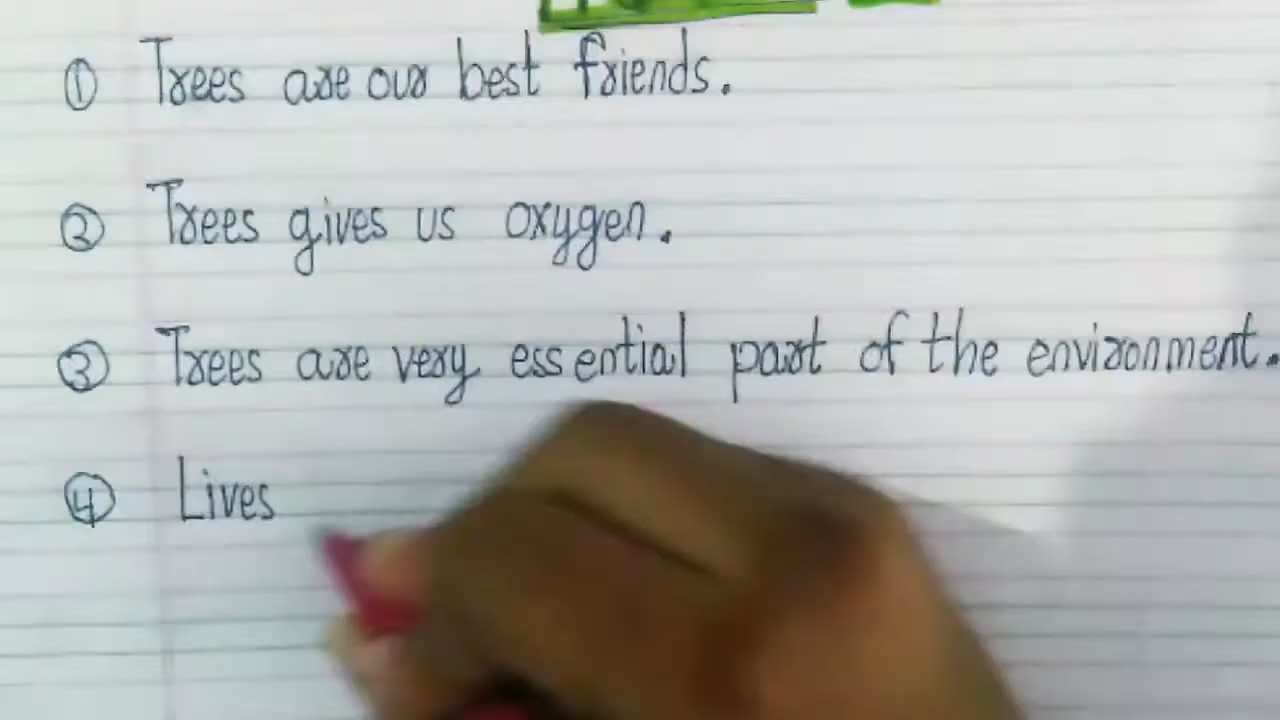 ① Trees are our best friends.
② Trees gives us oxygen.
③ Trees are very essential part of the environment.
④ Lives